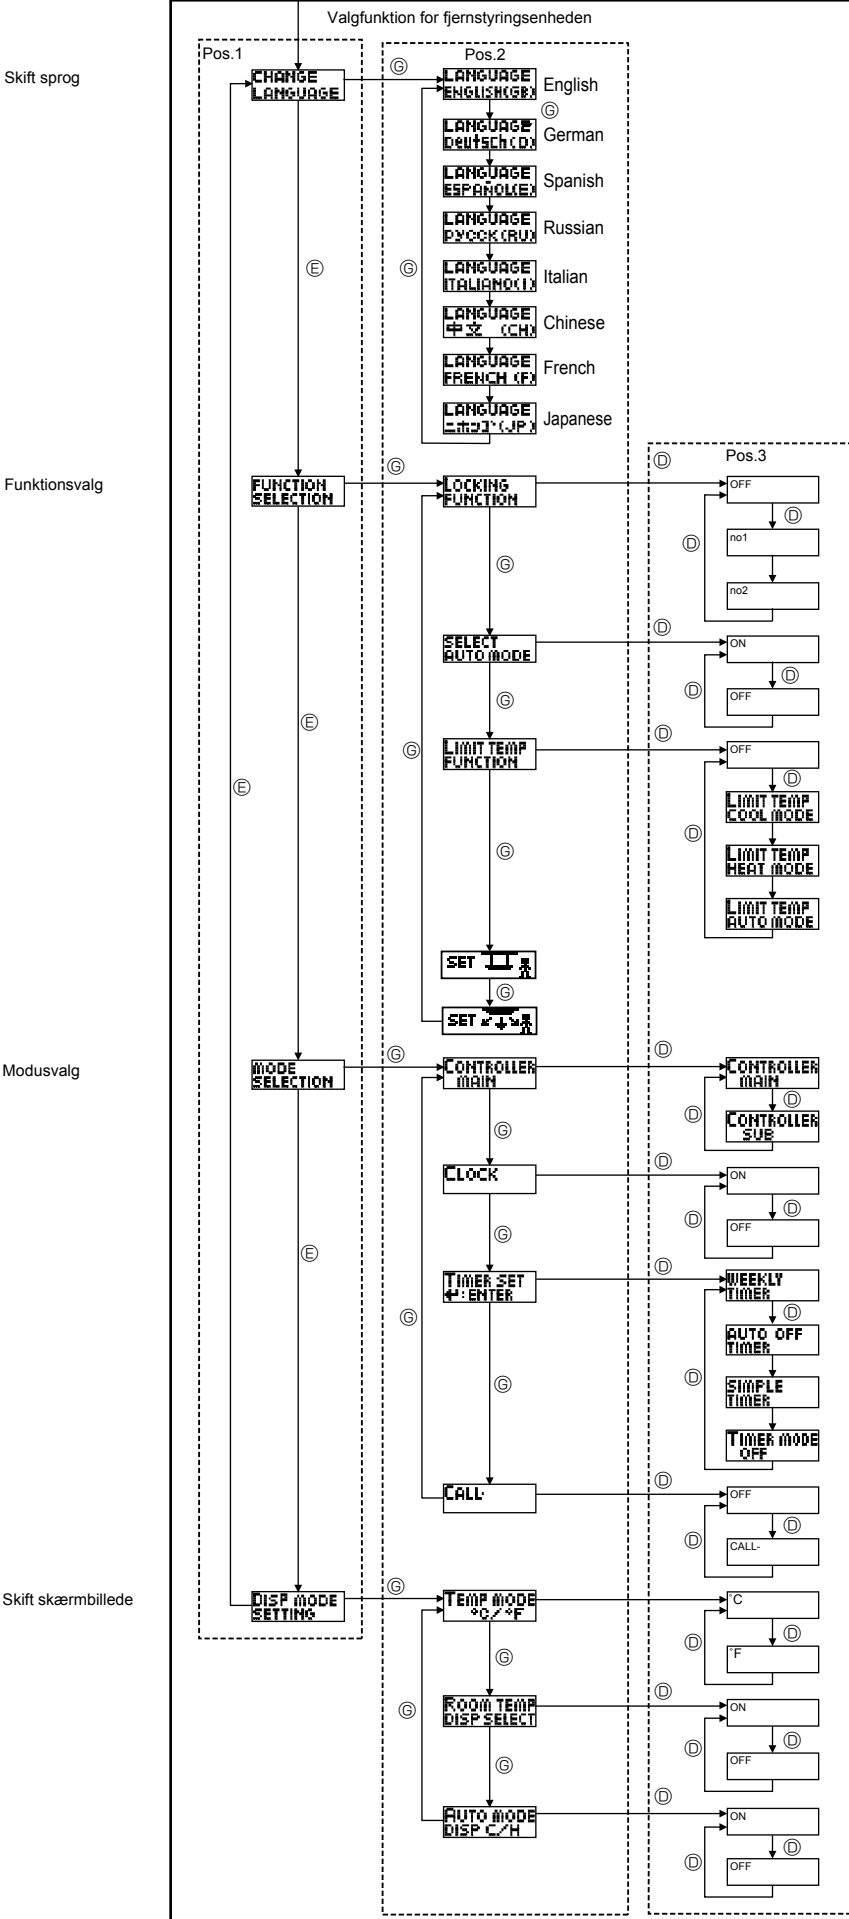 Valgfunktion for fjernstyringsenheden
Pos.1
Pos.2
Skift sprog
CHANGE
LANGUAGE
Ⓖ
LANGUAGE
ENGLISH(GB)
English
Ⓖ
LANGUAGE
Deutsch(D)
German
LANGUAGE
ESPAÑOL(E)
Spanish
LANGUAGE
РУССК(RU)
Russian
Ⓔ
Ⓖ
LANGUAGE
ITALIANO(I)
Italian
LANGUAGE
中文 (CH)
Chinese
LANGUAGE
FRENCH (F)
French
LANGUAGE
ニホンゴ(JP)
Japanese
Pos.3
Funktionsvalg
FUNCTION
SELECTION
Ⓖ
LOCKING
FUNCTION
Ⓓ
OFF
Ⓓ
Ⓓ
no1
no2
Ⓖ
SELECT
AUTO MODE
Ⓓ
ON
Ⓓ
Ⓓ
OFF
Ⓔ
Ⓖ
Ⓖ
LIMIT TEMP
FUNCTION
Ⓓ
OFF
Ⓔ
Ⓓ
LIMIT TEMP
COOL MODE
Ⓓ
LIMIT TEMP
HEAT MODE
Ⓖ
LIMIT TEMP
AUTO MODE
SET
Ⓖ
SET
Modusvalg
MODE
SELECTION
Ⓖ
CONTROLLER
MAIN
Ⓓ
CONTROLLER
MAIN
Ⓓ
Ⓓ
CONTROLLER
SUB
Ⓖ
CLOCK
Ⓓ
ON
Ⓓ
Ⓓ
OFF
Ⓔ
Ⓖ
TIMER SET
↵:ENTER
Ⓓ
WEEKLY
TIMER
Ⓖ
Ⓓ
AUTO OFF
TIMER
Ⓓ
SIMPLE
TIMER
Ⓖ
TIMER MODE
OFF
CALL-
Ⓓ
OFF
Ⓓ
Ⓓ
CALL-
Skift skærmbillede
DISP MODE
SETTING
Ⓖ
TEMP MODE
°C/°F
°C
Ⓓ
Ⓓ
°F
Ⓖ
Ⓖ
ROOM TEMP
DISP SELECT
Ⓓ
ON
Ⓓ
Ⓓ
OFF
Ⓖ
AUTO MODE
DISP C/H
Ⓓ
ON
Ⓓ
Ⓓ
OFF